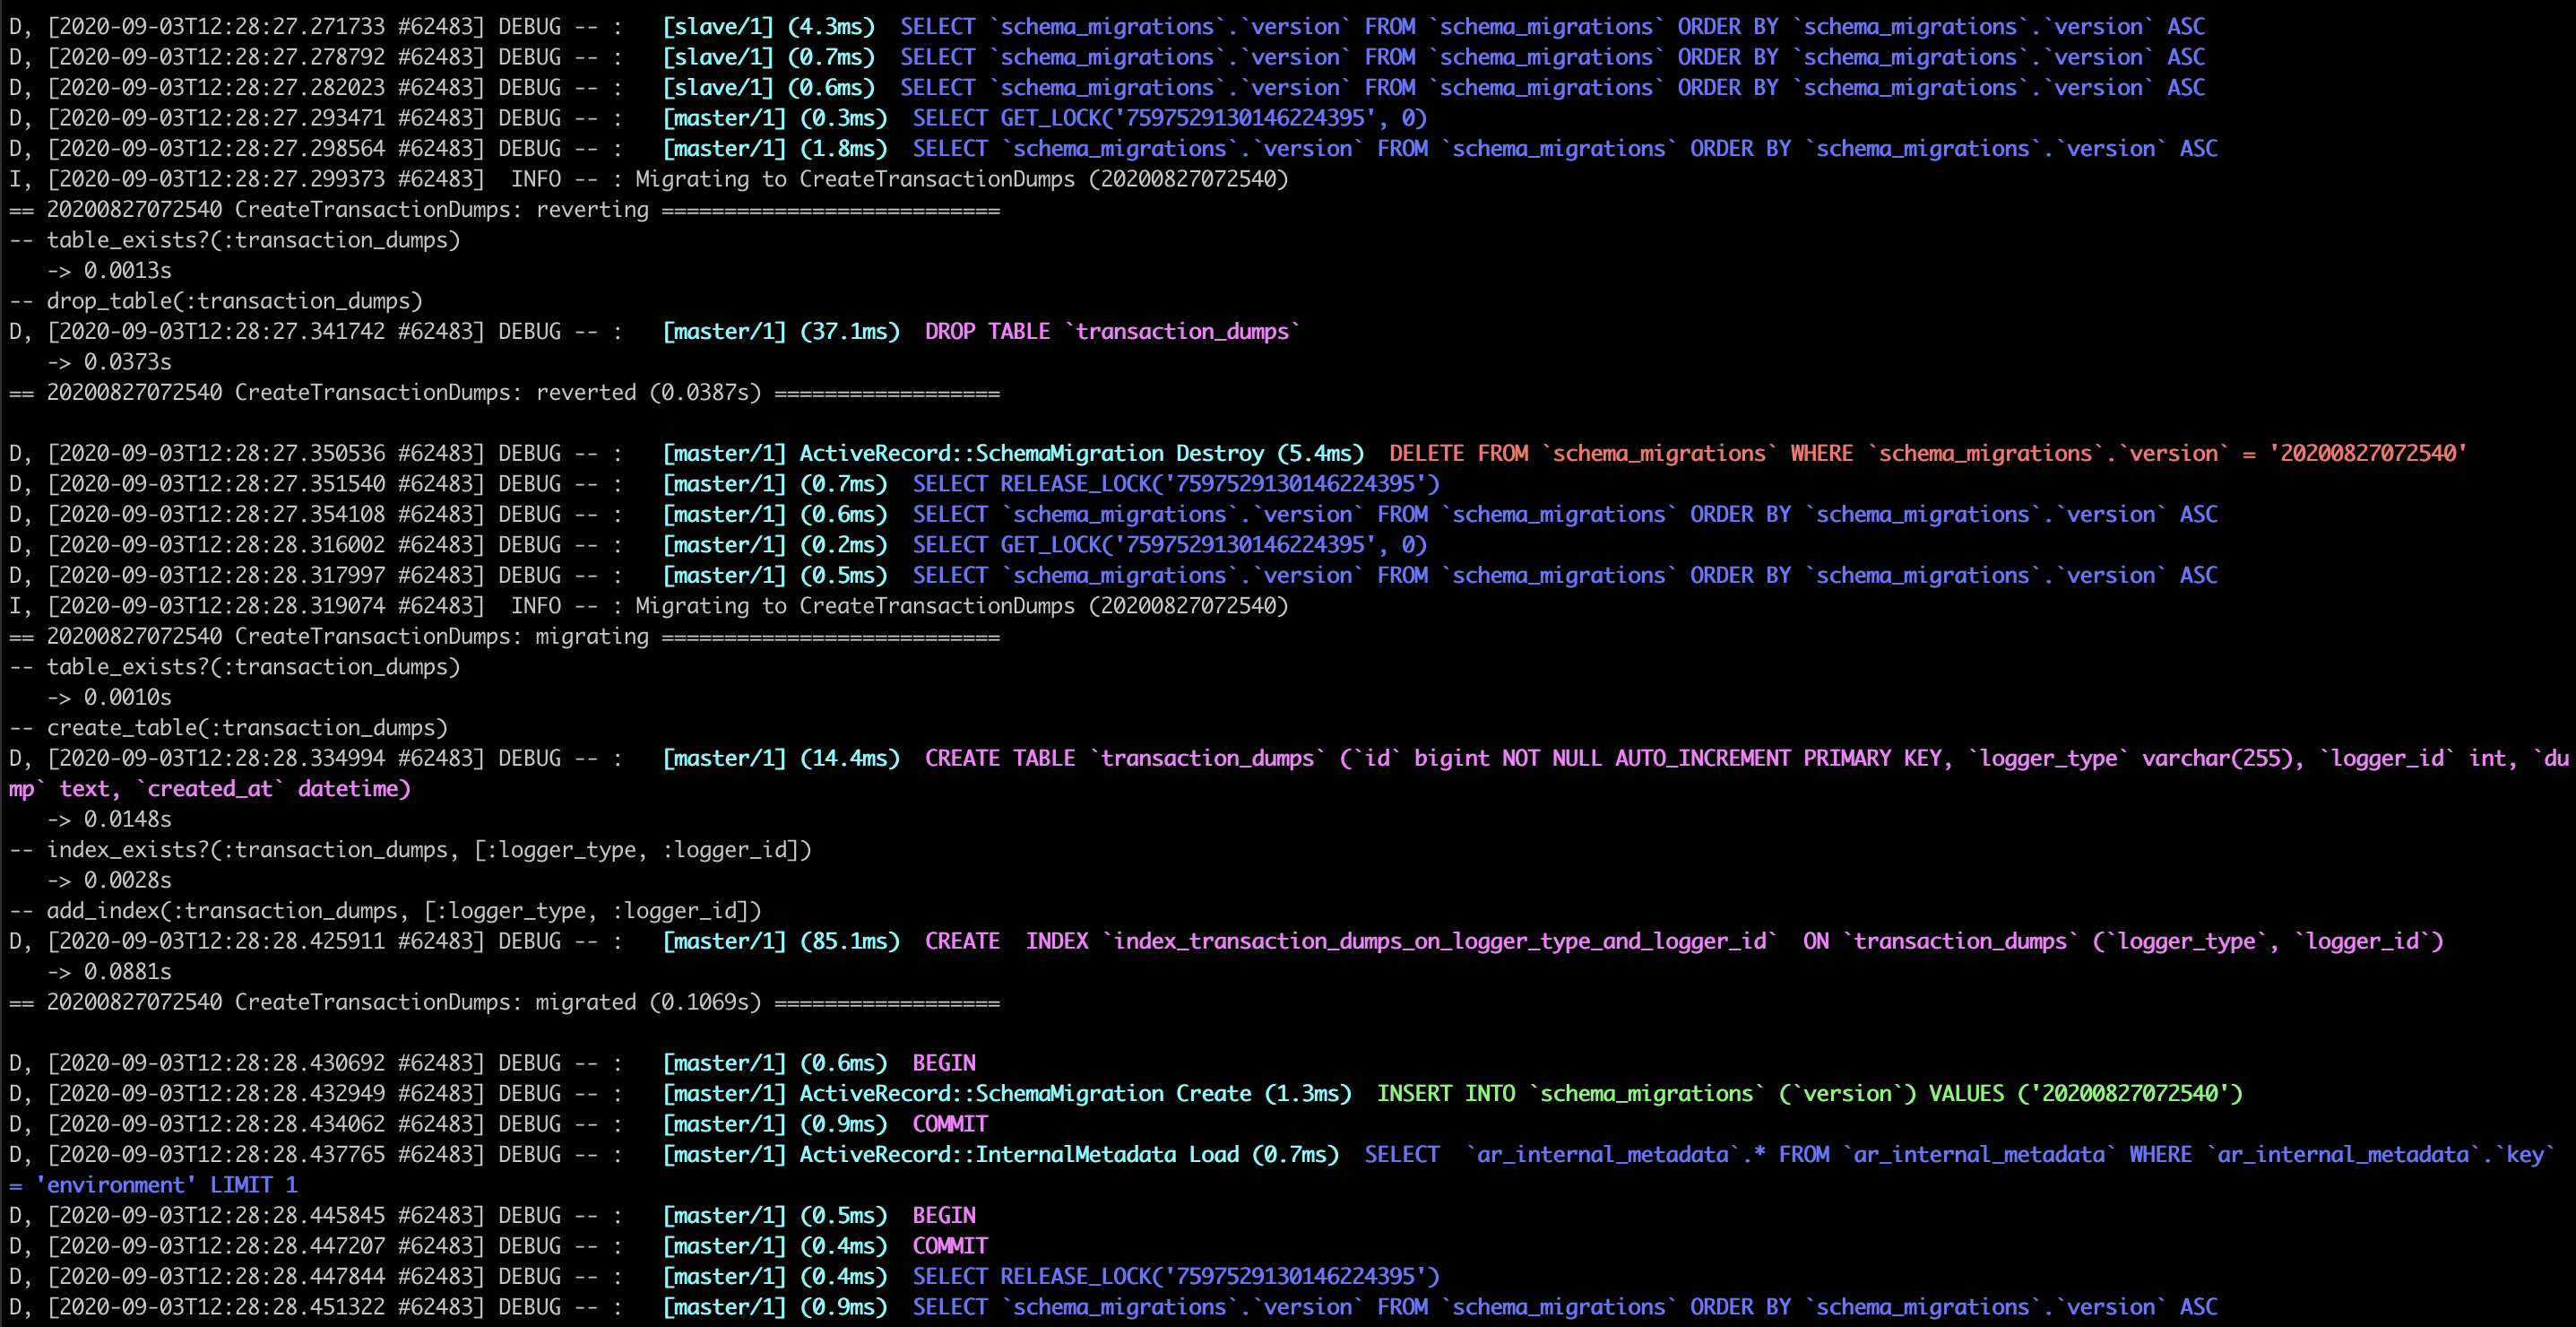 D, [2020-09-03T12:28:27.271733 #62483] DEBUG -- :   [slave/1] (4.3ms)  SELECT `schema_migrations`.`version` FROM `schema_migrations` ORDER BY `schema_migrations`.`version` ASC
D, [2020-09-03T12:28:27.278792 #62483] DEBUG -- :   [slave/1] (0.7ms)  SELECT `schema_migrations`.`version` FROM `schema_migrations` ORDER BY `schema_migrations`.`version` ASC
D, [2020-09-03T12:28:27.282023 #62483] DEBUG -- :   [slave/1] (0.6ms)  SELECT `schema_migrations`.`version` FROM `schema_migrations` ORDER BY `schema_migrations`.`version` ASC
D, [2020-09-03T12:28:27.293471 #62483] DEBUG -- :   [master/1] (0.3ms)  SELECT GET_LOCK('7597529130146224395', 0)
D, [2020-09-03T12:28:27.298564 #62483] DEBUG -- :   [master/1] (1.8ms)  SELECT `schema_migrations`.`version` FROM `schema_migrations` ORDER BY `schema_migrations`.`version` ASC
I, [2020-09-03T12:28:27.299373 #62483]  INFO -- : Migrating to CreateTransactionDumps (20200827072540)
== 20200827072540 CreateTransactionDumps: reverting ===========================
-- table_exists?(:transaction_dumps)
   -> 0.0013s
-- drop_table(:transaction_dumps)
D, [2020-09-03T12:28:27.341742 #62483] DEBUG -- :   [master/1] (37.1ms)  DROP TABLE `transaction_dumps`
   -> 0.0373s
== 20200827072540 CreateTransactionDumps: reverted (0.0387s) ==================

D, [2020-09-03T12:28:27.350536 #62483] DEBUG -- :   [master/1] ActiveRecord::SchemaMigration Destroy (5.4ms)  DELETE FROM `schema_migrations` WHERE `schema_migrations`.`version` = '20200827072540'
D, [2020-09-03T12:28:27.351540 #62483] DEBUG -- :   [master/1] (0.7ms)  SELECT RELEASE_LOCK('7597529130146224395')
D, [2020-09-03T12:28:27.354108 #62483] DEBUG -- :   [master/1] (0.6ms)  SELECT `schema_migrations`.`version` FROM `schema_migrations` ORDER BY `schema_migrations`.`version` ASC
D, [2020-09-03T12:28:28.316002 #62483] DEBUG -- :   [master/1] (0.2ms)  SELECT GET_LOCK('7597529130146224395', 0)
D, [2020-09-03T12:28:28.317997 #62483] DEBUG -- :   [master/1] (0.5ms)  SELECT `schema_migrations`.`version` FROM `schema_migrations` ORDER BY `schema_migrations`.`version` ASC
I, [2020-09-03T12:28:28.319074 #62483]  INFO -- : Migrating to CreateTransactionDumps (20200827072540)
== 20200827072540 CreateTransactionDumps: migrating ===========================
-- table_exists?(:transaction_dumps)
   -> 0.0010s
-- create_table(:transaction_dumps)
D, [2020-09-03T12:28:28.334994 #62483] DEBUG -- :   [master/1] (14.4ms)  CREATE TABLE `transaction_dumps` (`id` bigint NOT NULL AUTO_INCREMENT PRIMARY KEY, `logger_type` varchar(255), `logger_id` int, `du
mp` text, `created_at` datetime)
   -> 0.0148s
-- index_exists?(:transaction_dumps, [:logger_type, :logger_id])
   -> 0.0028s
-- add_index(:transaction_dumps, [:logger_type, :logger_id])
D, [2020-09-03T12:28:28.425911 #62483] DEBUG -- :   [master/1] (85.1ms)  CREATE  INDEX `index_transaction_dumps_on_logger_type_and_logger_id`  ON `transaction_dumps` (`logger_type`, `logger_id`)
   -> 0.0881s
== 20200827072540 CreateTransactionDumps: migrated (0.1069s) ==================

D, [2020-09-03T12:28:28.430692 #62483] DEBUG -- :   [master/1] (0.6ms)  BEGIN
D, [2020-09-03T12:28:28.432949 #62483] DEBUG -- :   [master/1] ActiveRecord::SchemaMigration Create (1.3ms)  INSERT INTO `schema_migrations` (`version`) VALUES ('20200827072540')
D, [2020-09-03T12:28:28.434062 #62483] DEBUG -- :   [master/1] (0.9ms)  COMMIT
D, [2020-09-03T12:28:28.437765 #62483] DEBUG -- :   [master/1] ActiveRecord::InternalMetadata Load (0.7ms)  SELECT  `ar_internal_metadata`.* FROM `ar_internal_metadata` WHERE `ar_internal_metadata`.`key`
= 'environment' LIMIT 1
D, [2020-09-03T12:28:28.445845 #62483] DEBUG -- :   [master/1] (0.5ms)  BEGIN
D, [2020-09-03T12:28:28.447207 #62483] DEBUG -- :   [master/1] (0.4ms)  COMMIT
D, [2020-09-03T12:28:28.447844 #62483] DEBUG -- :   [master/1] (0.4ms)  SELECT RELEASE_LOCK('7597529130146224395')
D, [2020-09-03T12:28:28.451322 #62483] DEBUG -- :   [master/1] (0.9ms)  SELECT `schema_migrations`.`version` FROM `schema_migrations` ORDER BY `schema_migrations`.`version` ASC